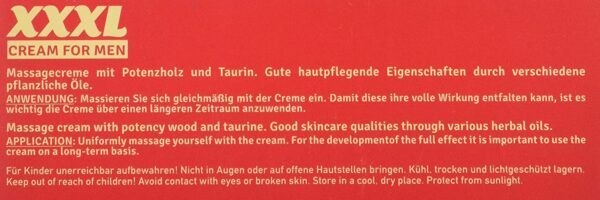 XXXL
CREAM FOR MEN
Massagecreme mit Potenzholz und Taurin. Gute hautpflegende Eigenschaften durch verschiedene
pflanzliche Öle.
ANWENDUNG: Massieren Sie sich gleichmäßig mit der Creme ein. Damit diese ihre volle Wirkung entfalten kann, ist es
wichtig die Creme über einen längeren Zeitraum anzuwenden.
Massage cream with potency wood and taurine. Good skincare qualities through various herbal oils.
APPLICATION: Uniformly massage yourself with the cream. For the developmentof the full effect it is important to use the
cream on a long-term basis.
Für Kinder unerreichbar aufbewahren! Nicht in Augen oder auf offene Hautstellen bringen. Kühl, trocken und lichtgeschützt lagern.
Keep out of reach of children! Avoid contact with eyes or broken skin. Store in a cool, dry place. Protect from sunlight.